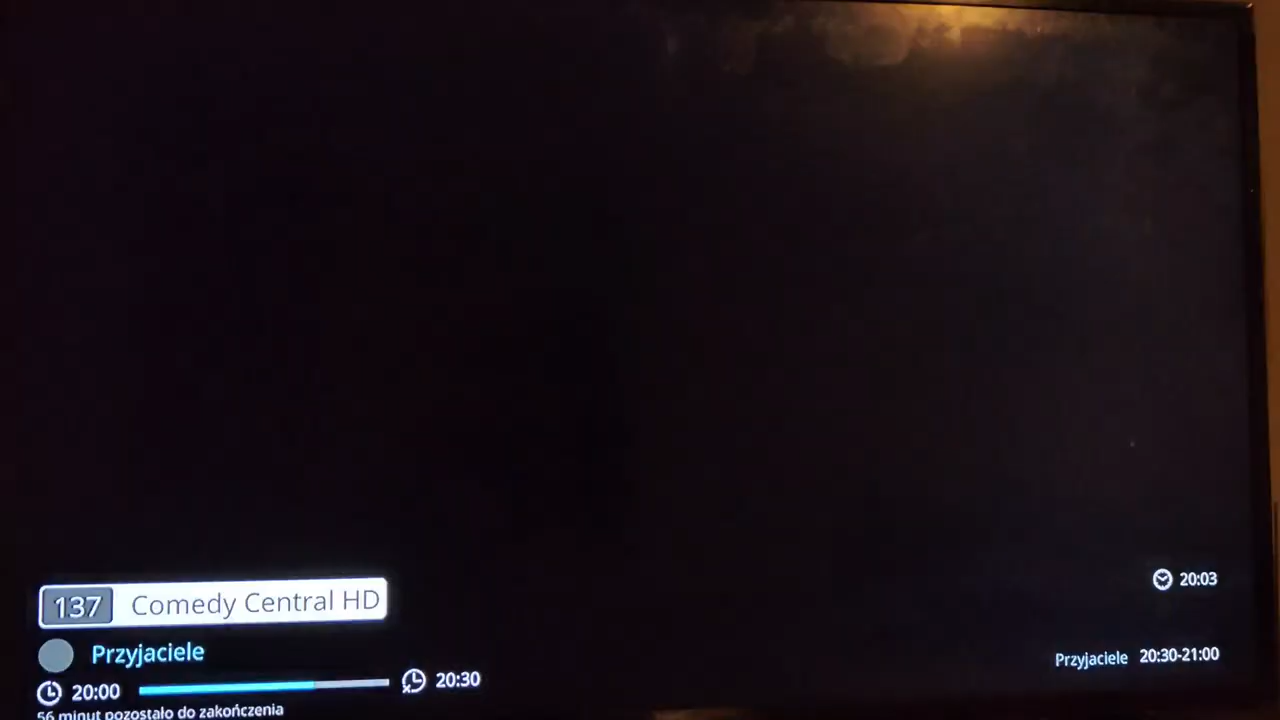 20:03
137 Comedy Central HD
Przyjaciele
Przyjaciele 20:30-21:00
20:00 20:30
56 minut pozostało do zakończenia